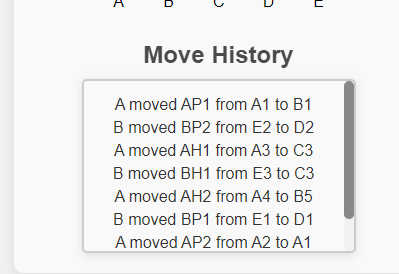 A B C D E
Move History
A moved AP1 from A1 to B1
B moved BP2 from E2 to D2
A moved AH1 from A3 to C3
B moved BH1 from E3 to C3
A moved AH2 from A4 to B5
B moved BP1 from E1 to D1
A moved AP2 from A2 to A1